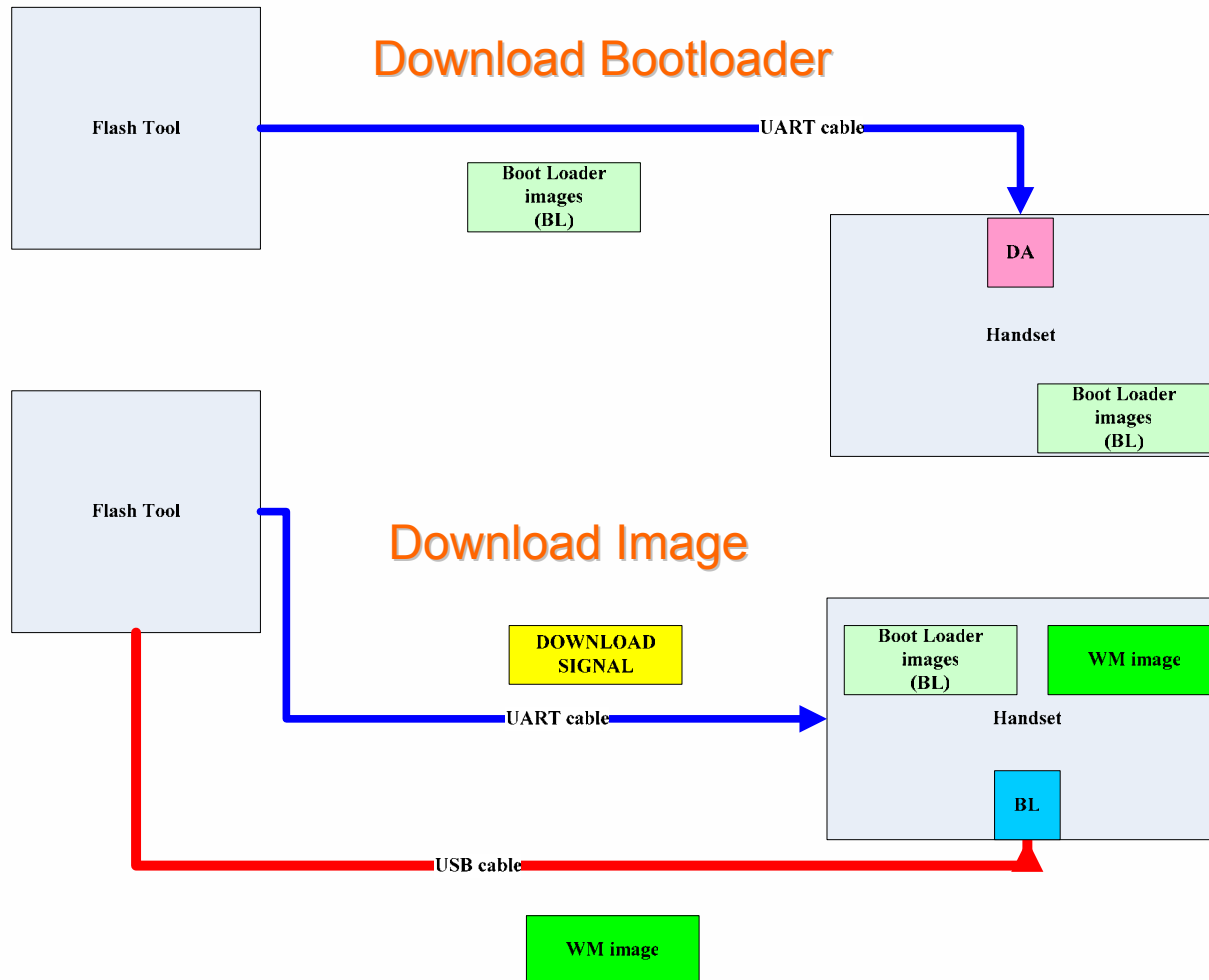 Download Bootloader
Flash Tool
UART cable
Boot Loader
images
(BL)
DA
Handset
Boot Loader
images
(BL)
Flash Tool
Download Image
DOWNLOAD
SIGNAL
UART cable
Boot Loader
images
(BL)
WM image
Handset
BL
USB cable
WM image